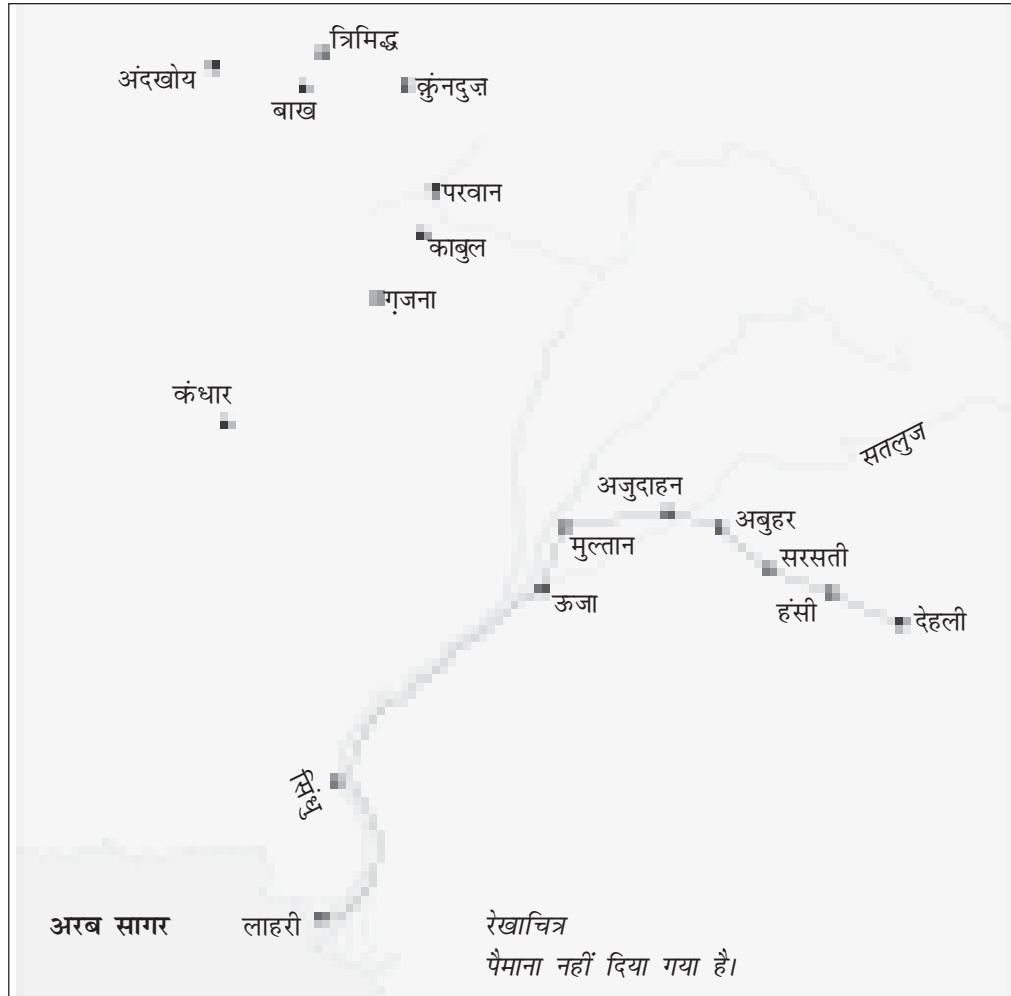 त्रिमिद्ध
अंदखोय
बाख
क़ुंनदुज़
परवान
काबुल
ग़जना
कंधार
सतलुज
अजुदाहन
अबुहर
मुल्तान
सरसती
ऊजा
हंसी
देहली
सिंधु
अरब सागर
लाहरी
रेखाचित्र
पैमाना नहीं दिया गया है।